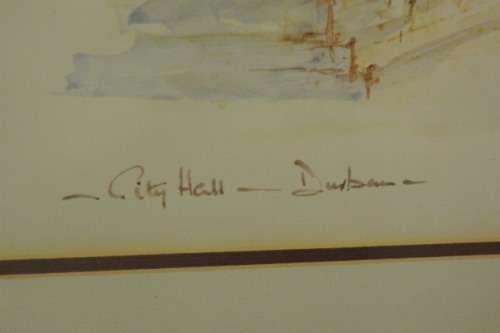 - City Hall - Durban -